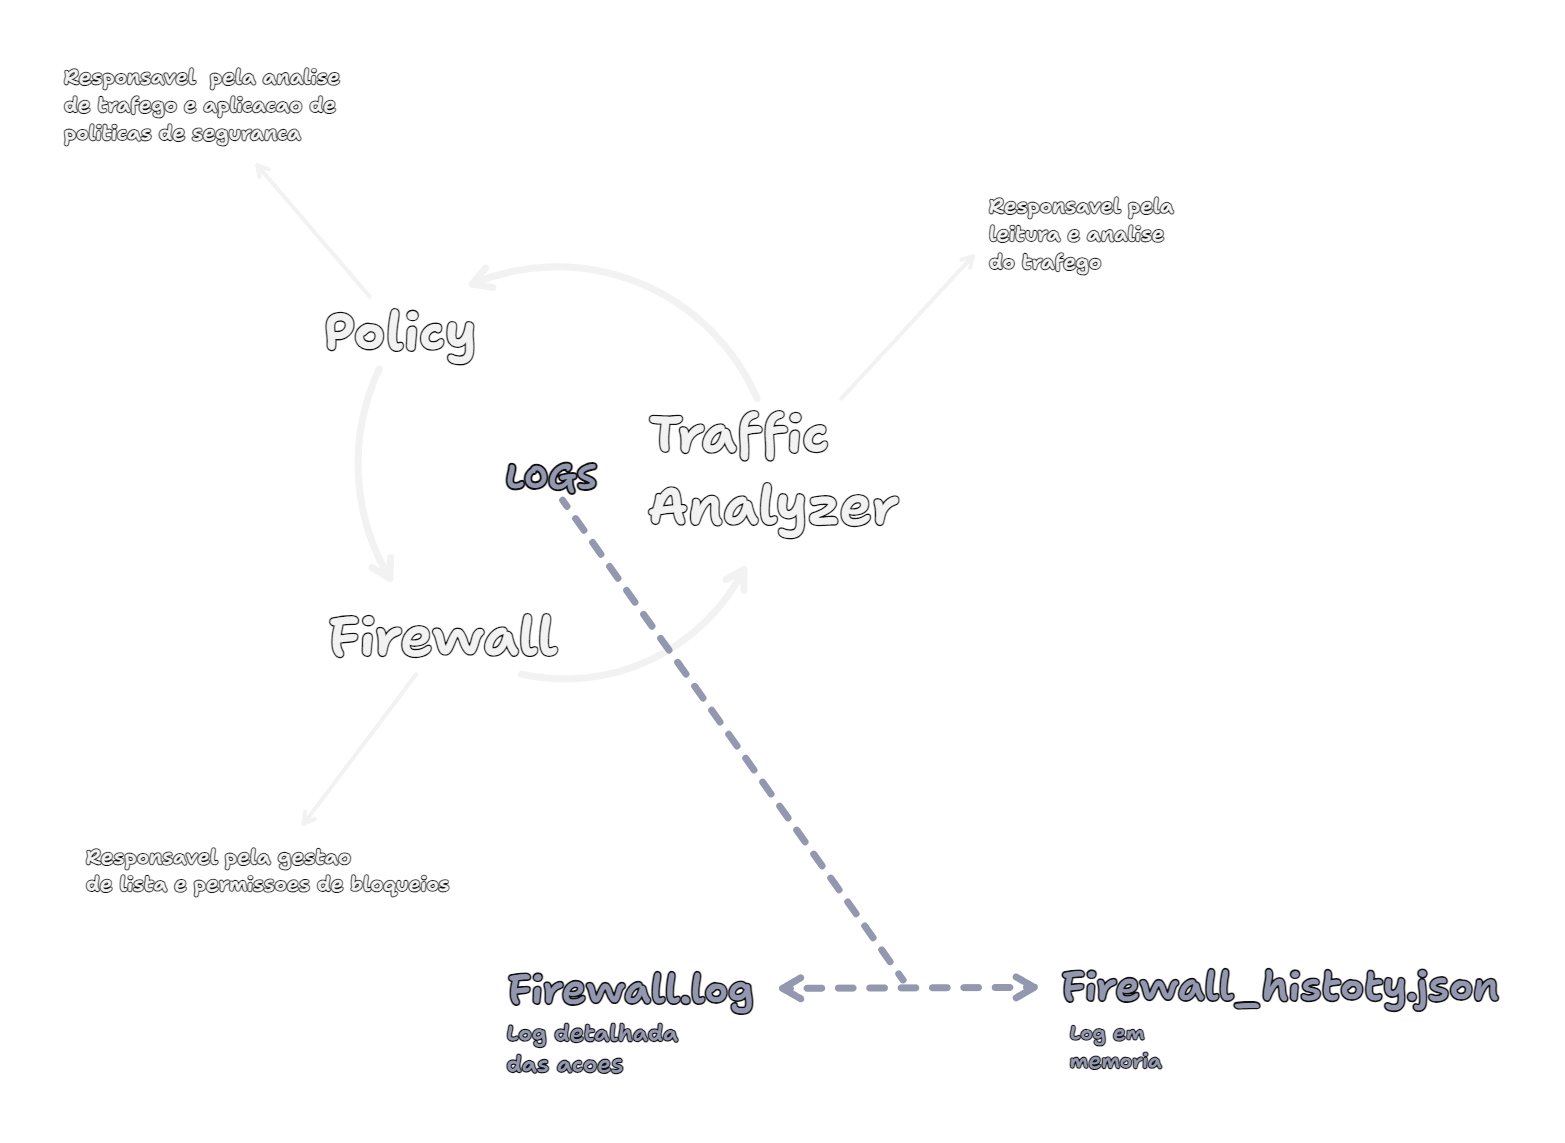 Responsavel pela analise
de trafego e aplicacao de
politicas de seguranca
Responsavel pela
leitura e analise
do trafego
Policy
Traffic
Analyzer
LOGS
Firewall
Responsavel pela gestao
de lista e permissoes de bloqueios
Firewall.log
Log detalhada
das acoes
Firewall_histoty.json
Log em
memoria